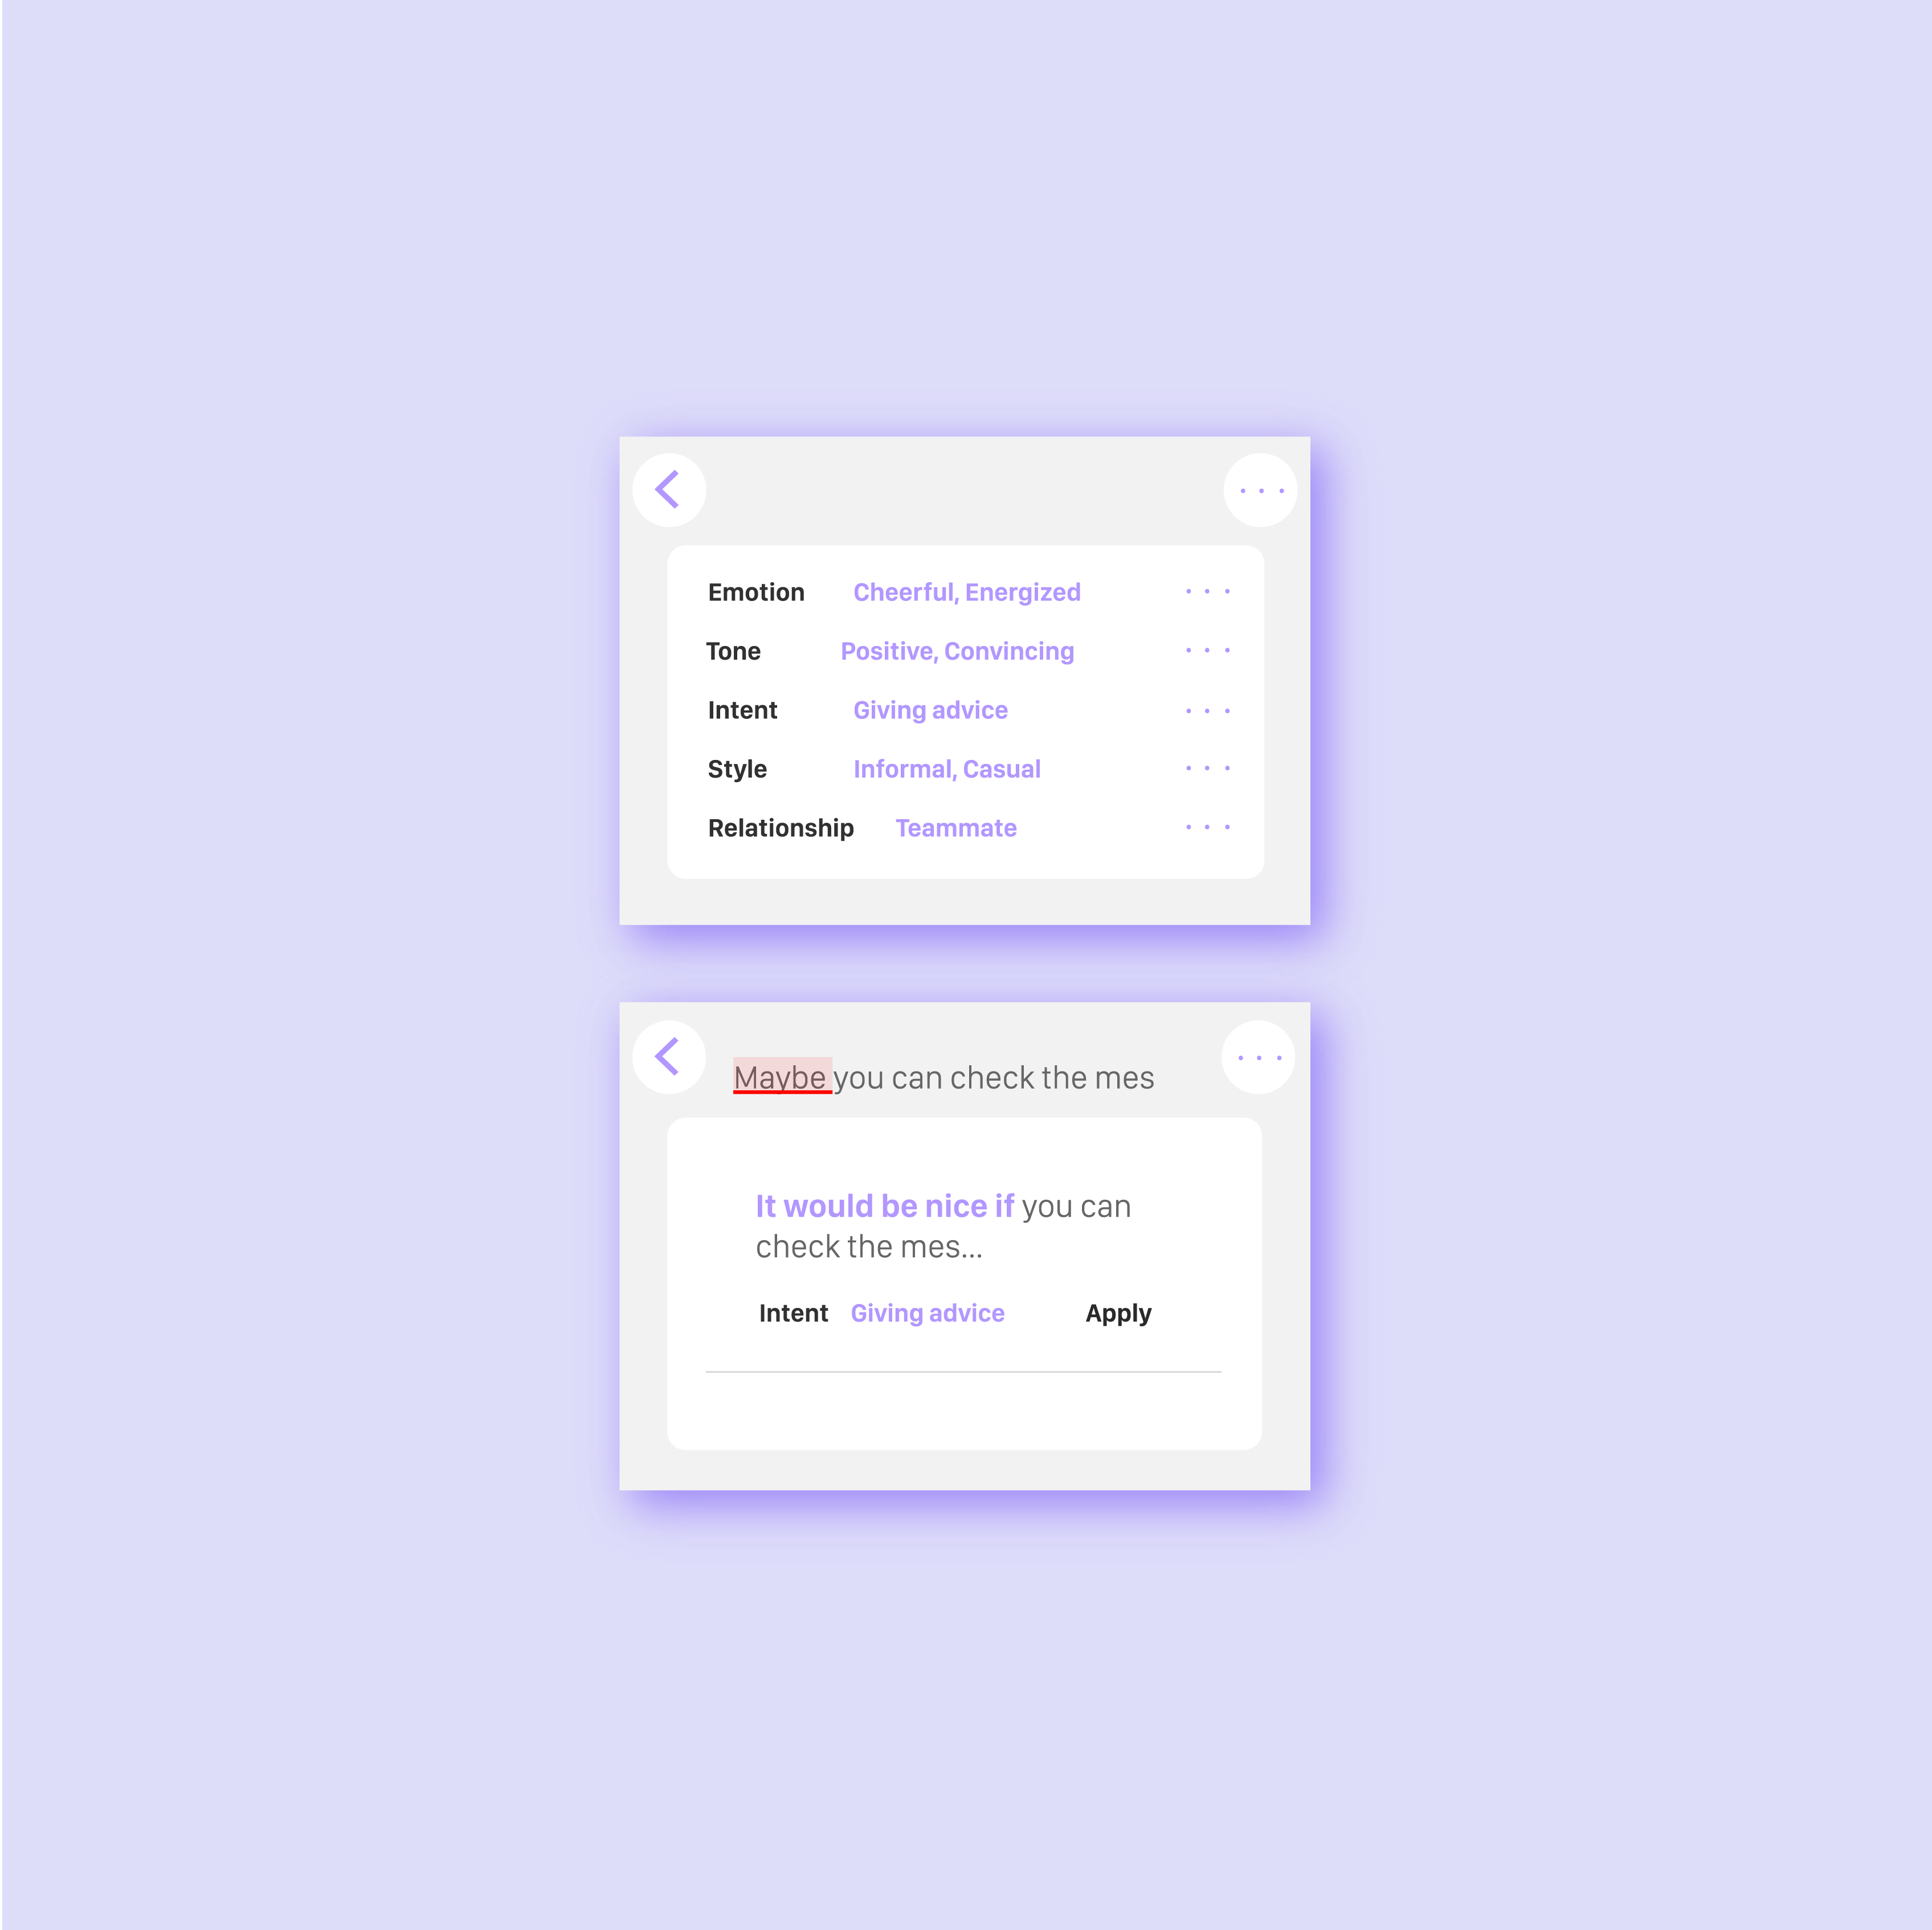 Emotion Cheerful, Energized
Tone Positive, Convincing
Intent Giving advice
Style Informal, Casual
Relationship Teammate
Maybe you can check the mes
It would be nice if you can
check the mes...
Intent Giving advice Apply